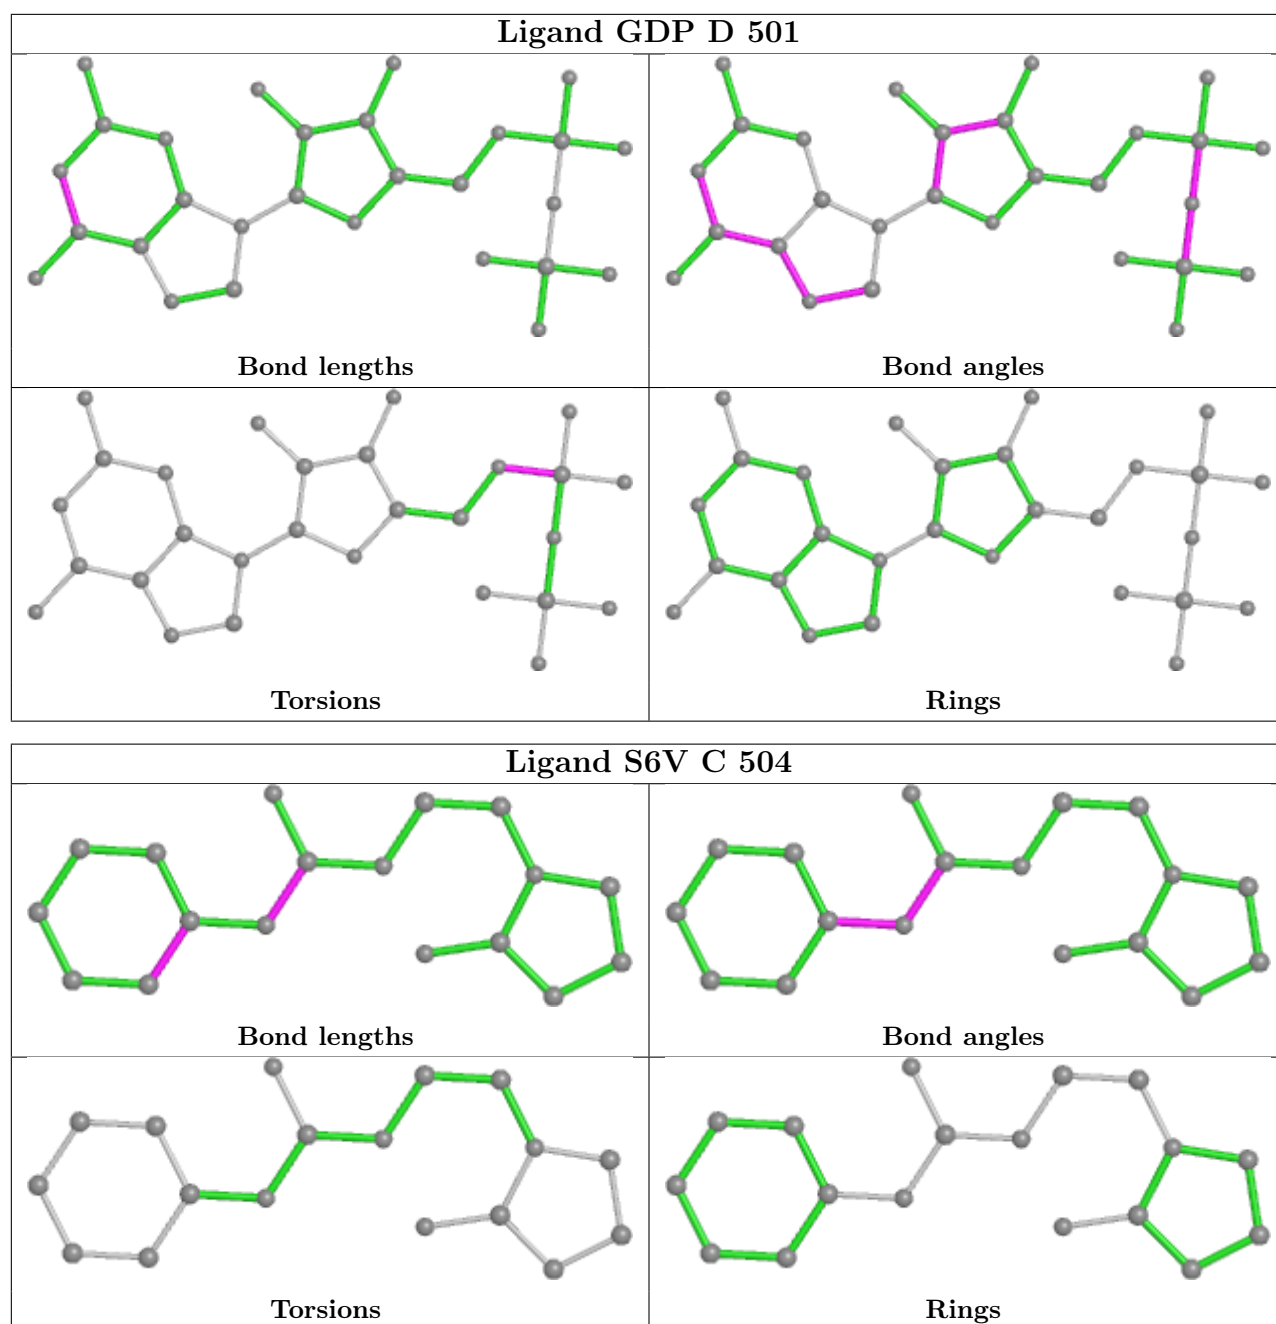 Ligand GDP D 501
Bond lengths
Bond angles
Torsions
Rings
Ligand S6V C 504
Bond lengths
Bond angles
Torsions
Rings